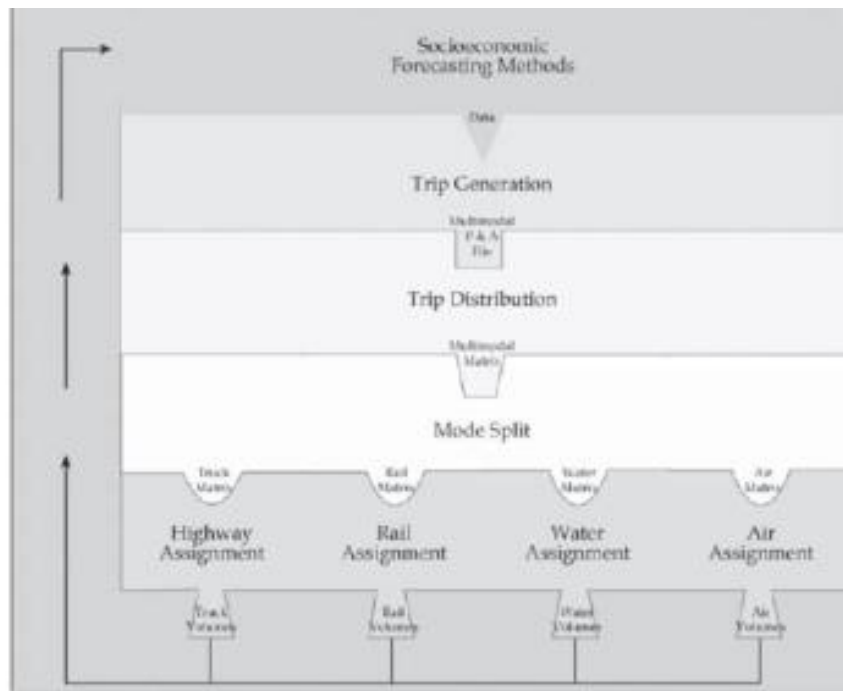 Socioeconomic
Forecasting Methods
Data
Trip Generation
Multimodal
P & A
File
Trip Distribution
Multimodal
Matrix
Mode Split
Truck Rail Water Air
Matrix Matrix Matrix Matrix
Highway Rail Water Air
Assignment Assignment Assignment Assignment
Truck Rail Water Air
Volumes Volumes Volumes Volumes